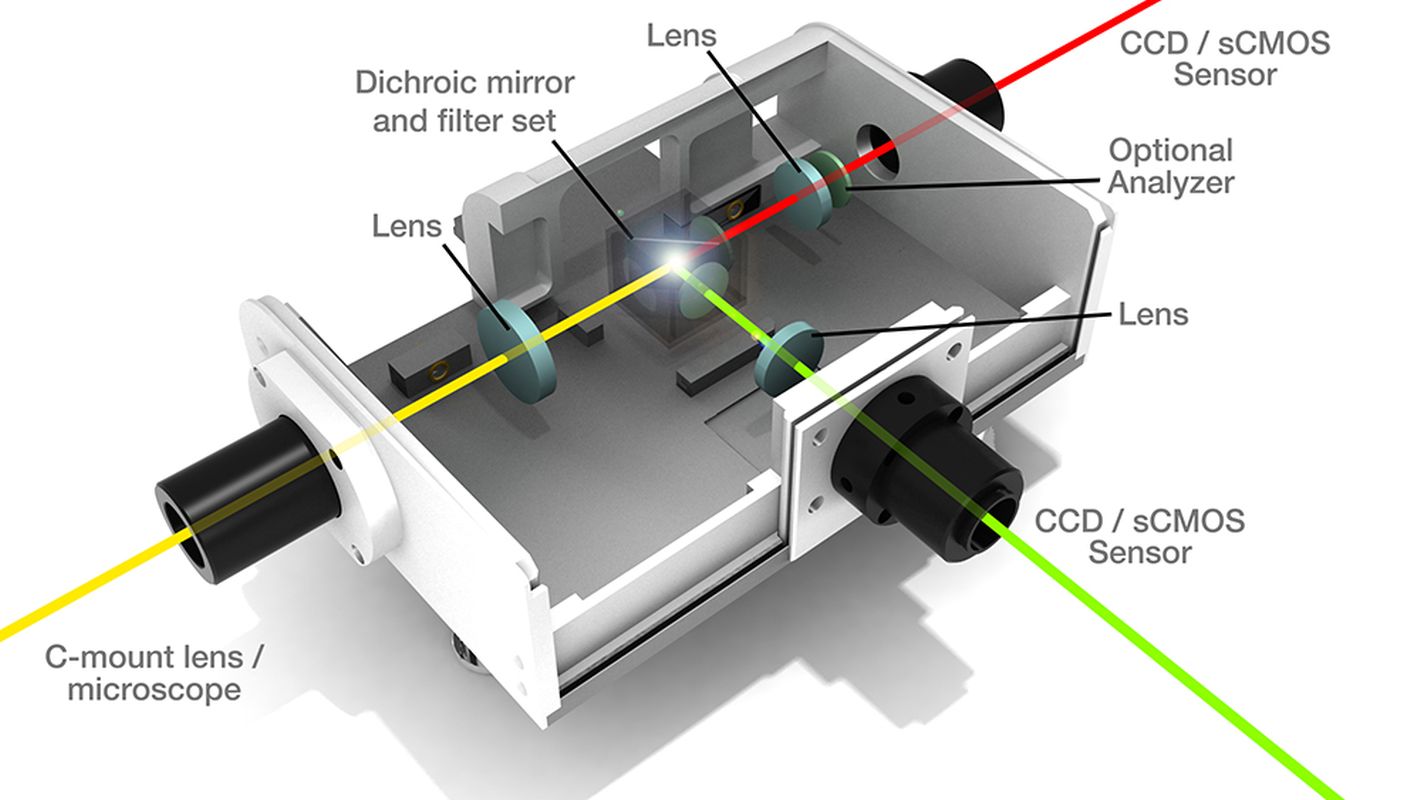 Lens
CCD / sCMOS
Sensor
Dichroic mirror
and filter set
Optional
Analyzer
Lens
Lens
CCD / sCMOS
Sensor
C-mount lens /
microscope